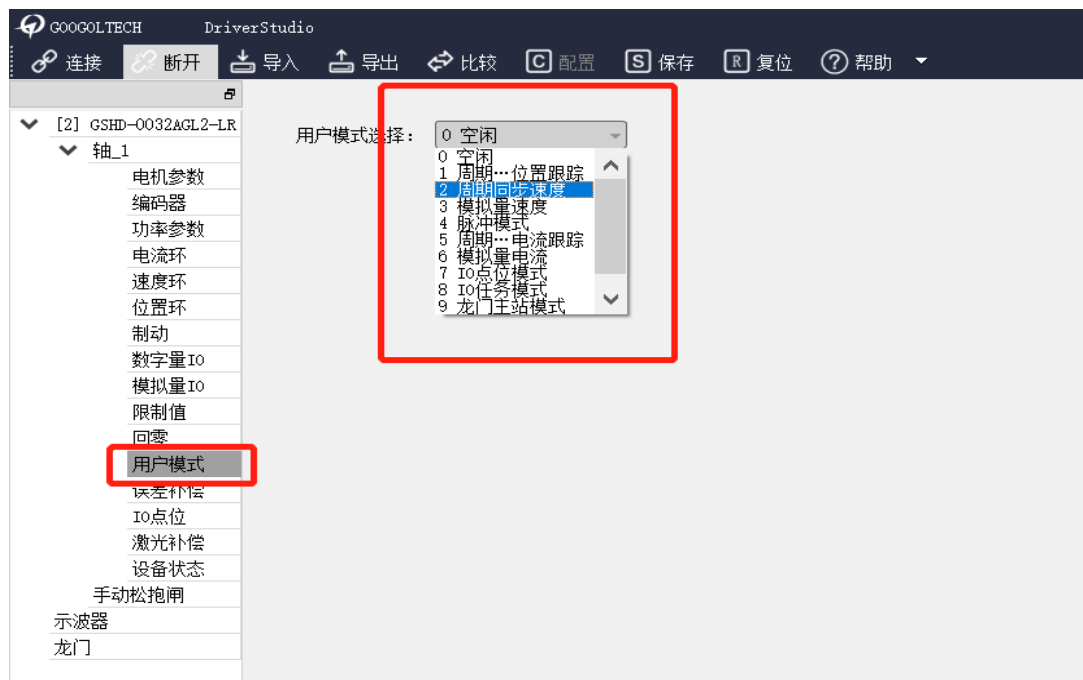 GOOGOLTECH DriverStudio
连接 断开 导入 导出 比较 C 配置 S 保存 R 复位 ? 帮助
[2] GSHD-0032AGL2-LR
轴_1
电机参数
编码器
功率参数
电流环
速度环
位置环
制动
数字量IO
模拟量IO
限制值
回零
用户模式
误差补偿
IO点位
激光补偿
设备状态
手动松抱闸
示波器
龙门
用户模式选择: 0 空闲
0 空闲
1 周期…位置跟踪
2 周期同步速度
3 模拟量速度
4 脉冲模式
5 周期…电流跟踪
6 模拟量电流
7 IO点位模式
8 IO任务模式
9 龙门主站模式